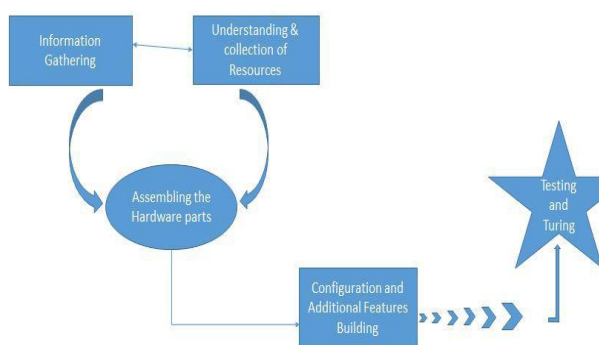 Information
Gathering
Understanding &
collection of
Resources
Assembling the
Hardware parts
Configuration and
Additional Features
Building
Testing
and
Turing